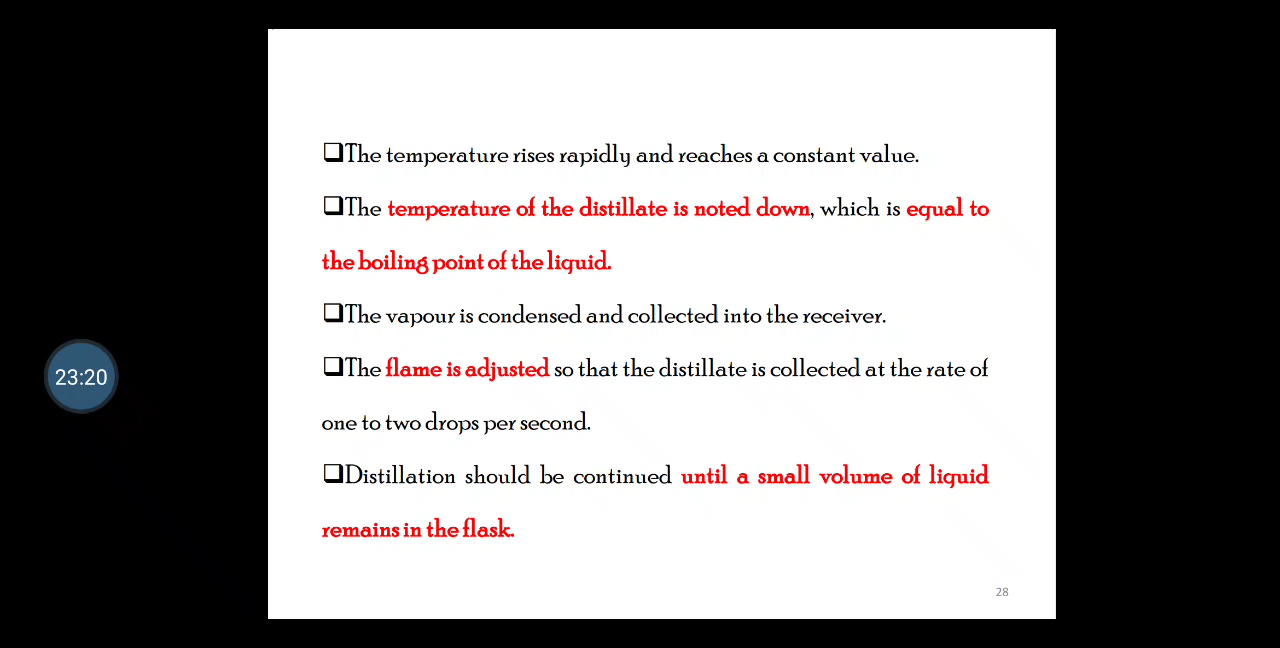 ❑The temperature rises rapidly and reaches a constant value.
❑The temperature of the distillate is noted down, which is equal to
the boiling point of the liquid.
❑The vapour is condensed and collected into the receiver.
23:20
❑The flame is adjusted so that the distillate is collected at the rate of
one to two drops per second.
❑Distillation should be continued until a small volume of liquid
remains in the flask.
28